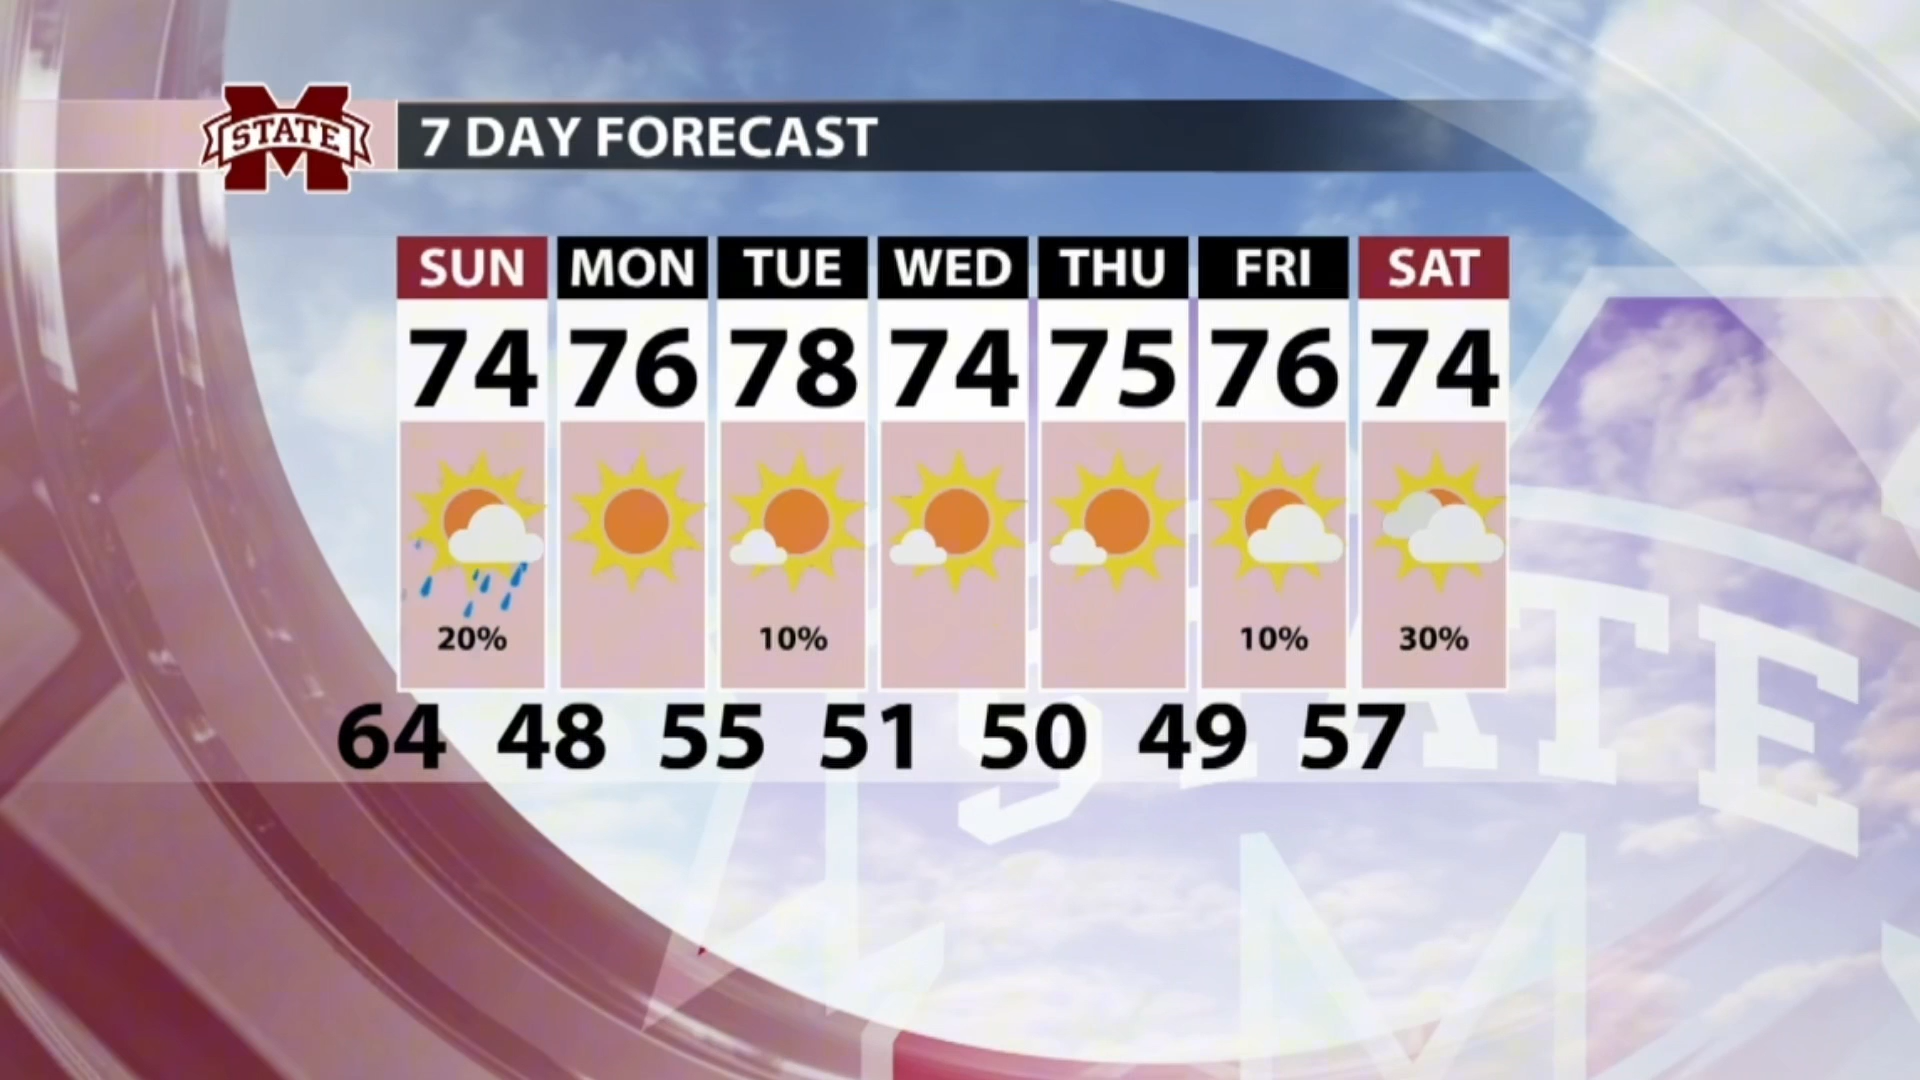 STATE
7 DAY FORECAST
SUN MON TUE WED THU FRI SAT
74 76 78 74 75 76 74
20% 10% 10% 30%
64 48 55 51 50 49 57
STATE